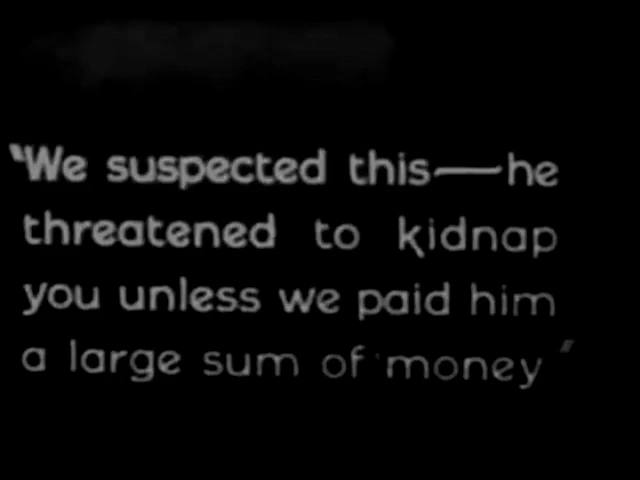 "We suspected this—he
threatened to kidnap
you unless we paid him
a large sum of money"